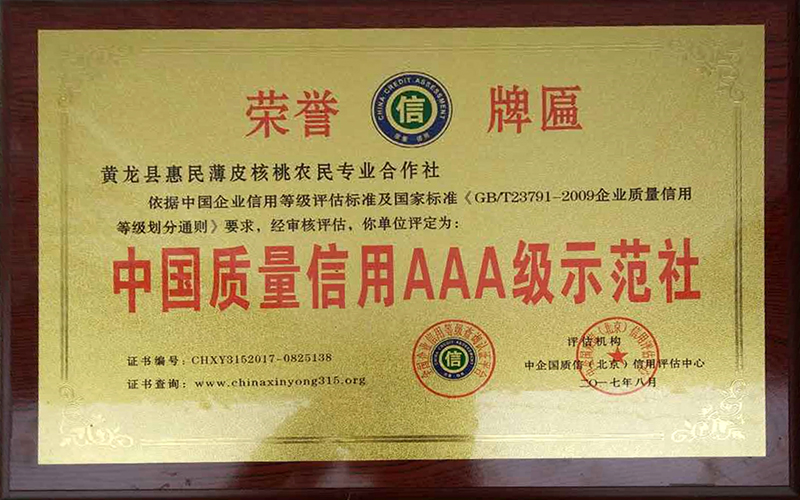 荣誉 牌匾
CHINA CREDIT ASSESSMENT
信
黄龙县惠民薄皮核桃农民专业合作社
依据中国企业信用等级评估标准及国家标准《GB/T23791-2009企业质量信用
等级划分通则》要求，经审核评估，你单位评定为：
中国质量信用AAA级示范社
证书编号：CHXY3152017-0825138
证书查询：www.chinaxinyong315.org
信
评估机构
中企国质信（北京）信用评估中心
二〇一七年八月